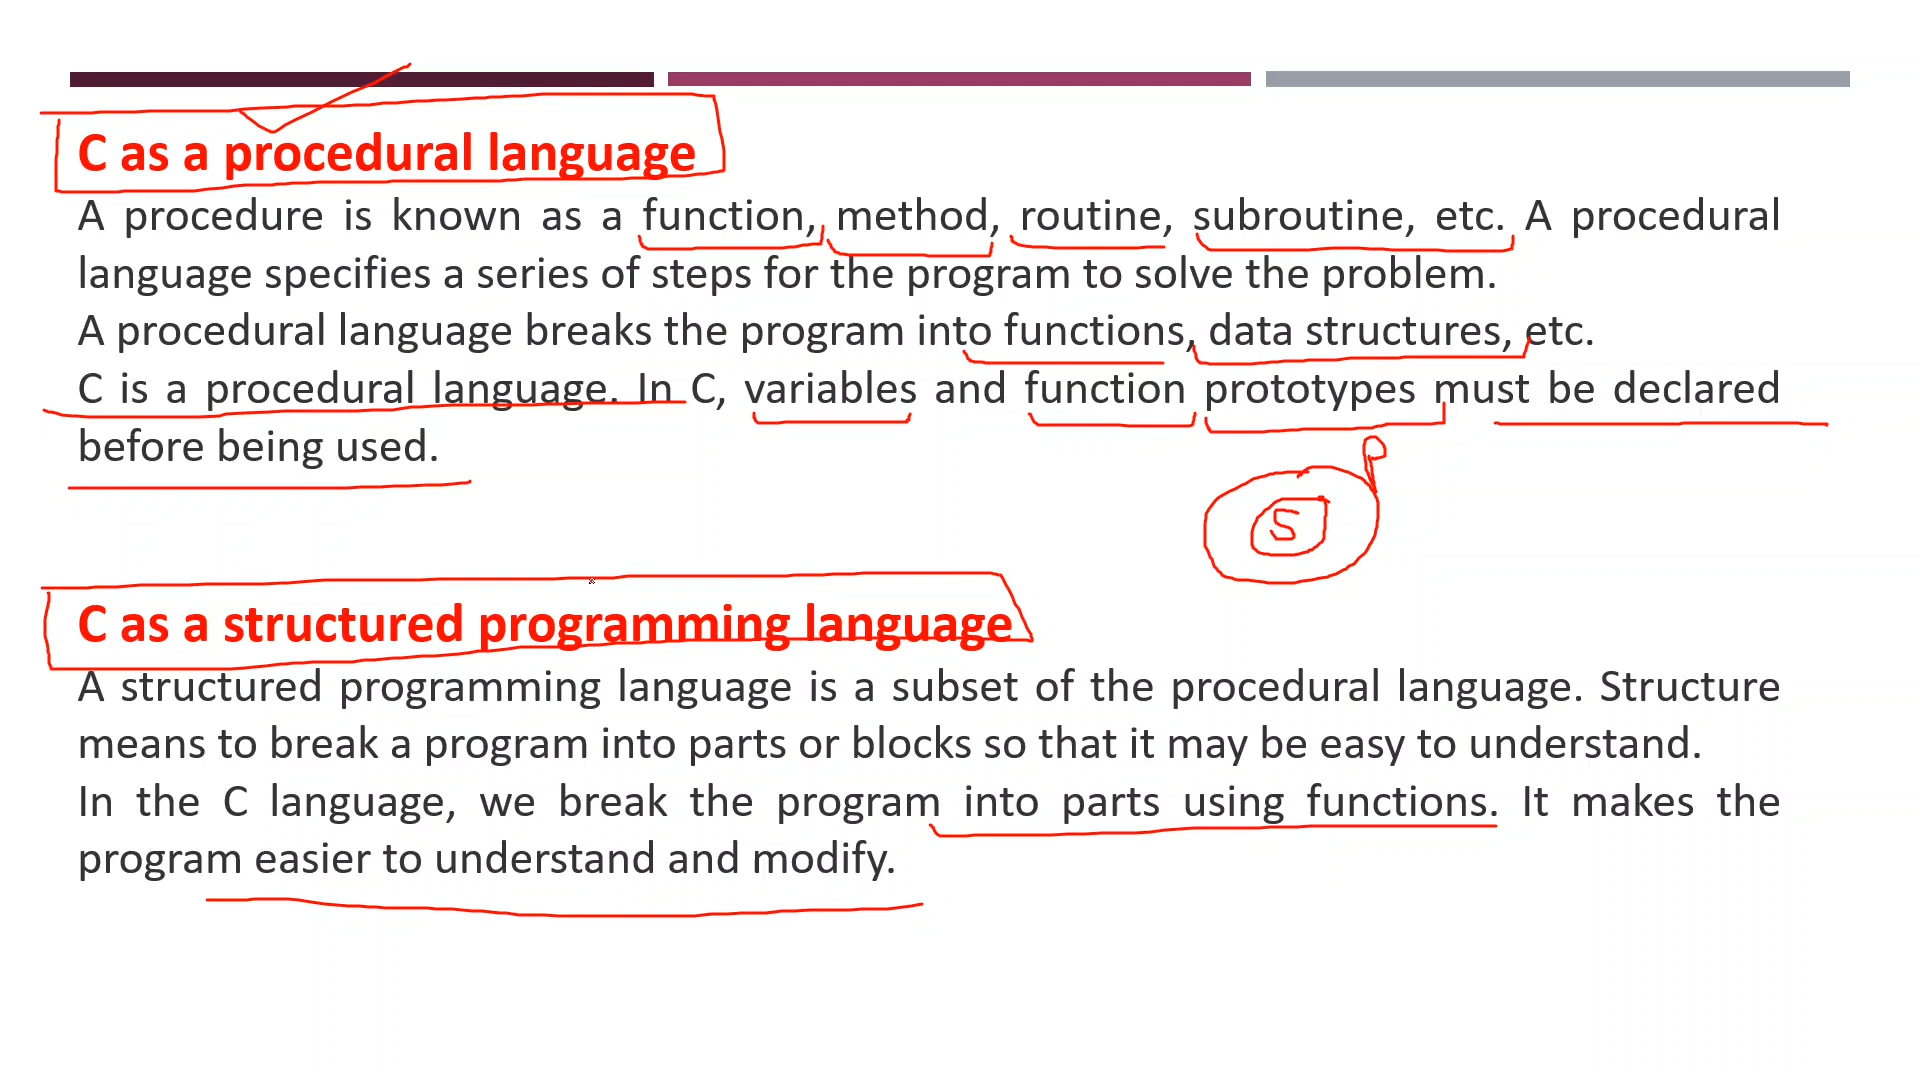 C as a procedural language
A procedure is known as a function, method, routine, subroutine, etc. A procedural
language specifies a series of steps for the program to solve the problem.
A procedural language breaks the program into functions, data structures, etc.
C is a procedural language. In C, variables and function prototypes must be declared
before being used.
P
S
C as a structured programming language
A structured programming language is a subset of the procedural language. Structure
means to break a program into parts or blocks so that it may be easy to understand.
In the C language, we break the program into parts using functions. It makes the
program easier to understand and modify.